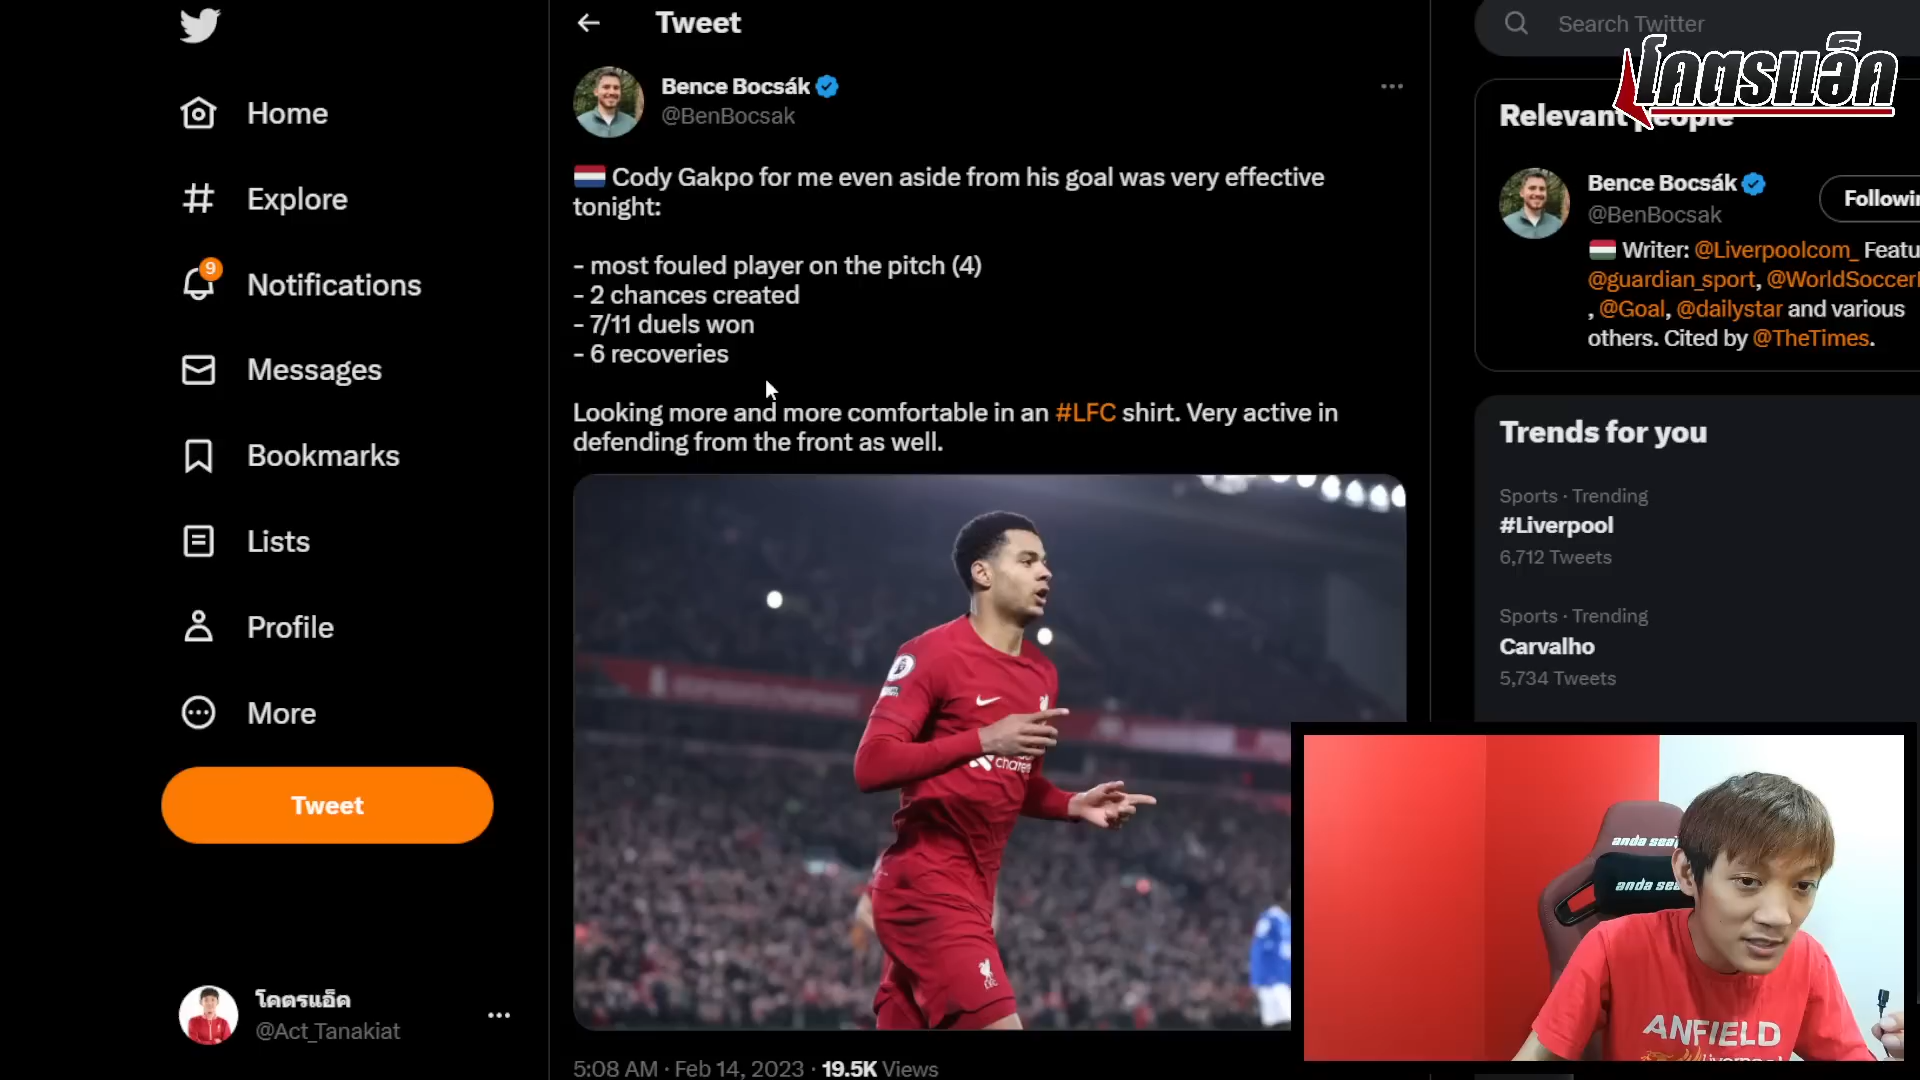 Tweet
Search Twitter
โคตรแอ็ค
Bence Bocsák
@BenBocsak
Relevant people
Home
Explore
9
Notifications
Messages
Bookmarks
Lists
Profile
More
Tweet
โคตรแอ็ค
@Act_Tanakiat
Cody Gakpo for me even aside from his goal was very effective
tonight:
- most fouled player on the pitch (4)
- 2 chances created
- 7/11 duels won
- 6 recoveries
Looking more and more comfortable in an #LFC shirt. Very active in
defending from the front as well.
5:08 AM · Feb 14, 2023 · 19.5K Views
Bence Bocsák
@BenBocsak
Writer: @Liverpoolcom_
@guardian_sport,
, @Goal, @dailystar and various
others. Cited by @TheTimes.
Trends for you
Sports · Trending
#Liverpool
6,712 Tweets
Sports · Trending
Carvalho
5,734 Tweets
anda
anda
ANFIELD